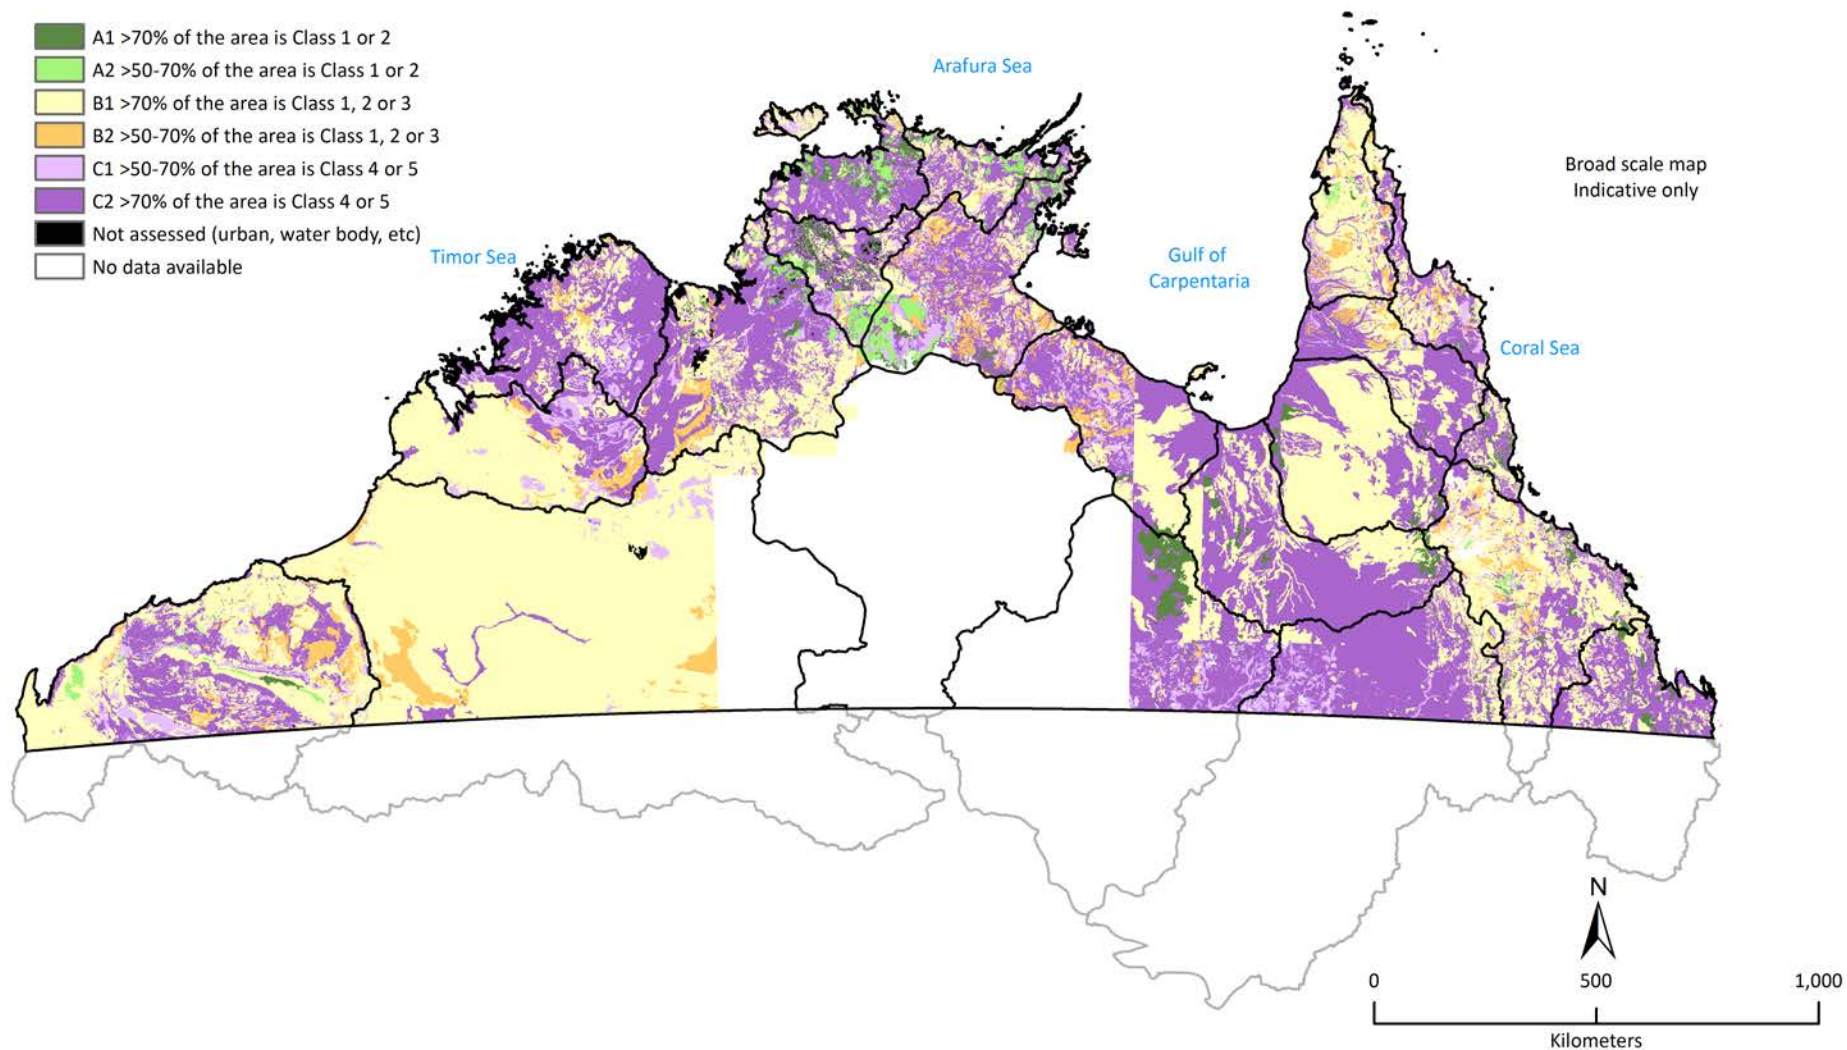 A1 >70% of the area is Class 1 or 2
A2 >50-70% of the area is Class 1 or 2
B1 >70% of the area is Class 1, 2 or 3
B2 >50-70% of the area is Class 1, 2 or 3
C1 >50-70% of the area is Class 4 or 5
C2 >70% of the area is Class 4 or 5
Not assessed (urban, water body, etc)
No data available
Arafura Sea
Broad scale map
Indicative only
Timor Sea
Gulf of
Carpentaria
Coral Sea
N
0 500 1,000
Kilometers